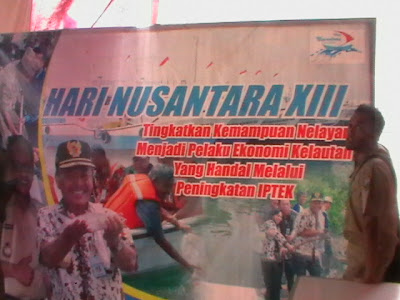 HARI NUSANTARA XIII
Tingkatkan Kemampuan Nelayan
Menjadi Pelaku Ekonomi Kelautan
Yang Handal Melalui
Peningkatan IPTEK